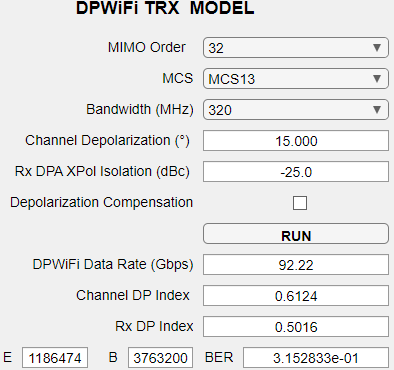 DPWiFi TRX MODEL
MIMO Order 32
MCS MCS13
Bandwidth (MHz) 320
Channel Depolarization (°) 15.000
Rx DPA XPol Isolation (dBc) -25.0
Depolarization Compensation
RUN
DPWiFi Data Rate (Gbps) 92.22
Channel DP Index 0.6124
Rx DP Index 0.5016
E 1186474 B 3763200 BER 3.152833e-01